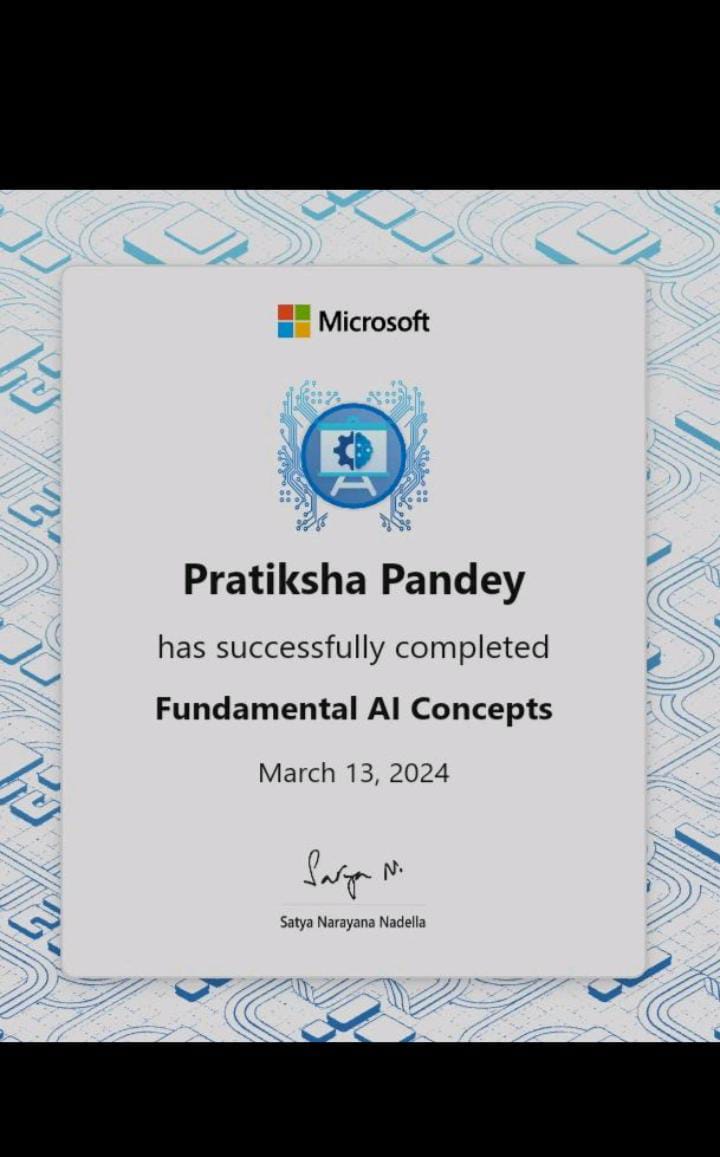 Microsoft
Pratiksha Pandey
has successfully completed
Fundamental AI Concepts
March 13, 2024
Satya N.
Satya Narayana Nadella